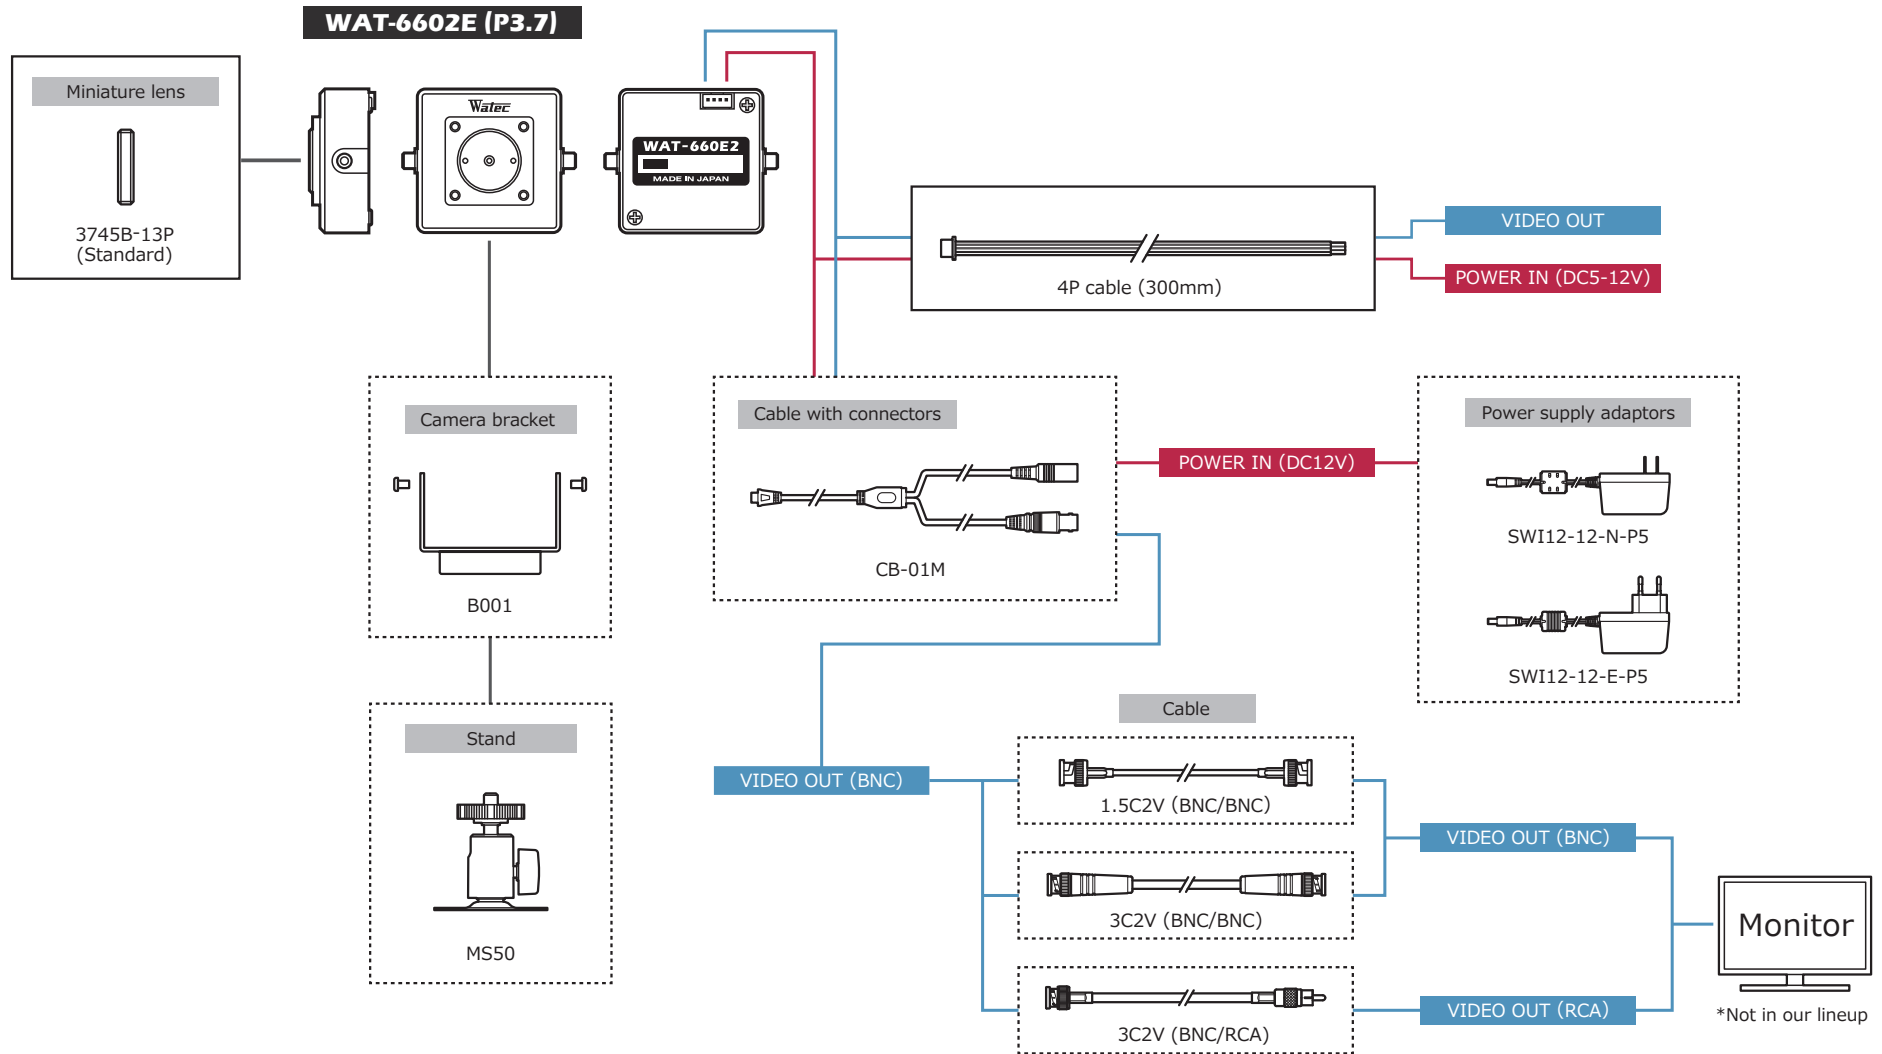 WAT-6602E (P3.7)
Miniature lens
3745B-13P
(Standard)
Watec
WAT-660E2
MADE IN JAPAN
4P cable (300mm)
VIDEO OUT
POWER IN (DC5-12V)
Camera bracket
B001
Stand
MS50
Cable with connectors
CB-01M
POWER IN (DC12V)
Power supply adaptors
SWI12-12-N-P5
SWI12-12-E-P5
Cable
VIDEO OUT (BNC)
1.5C2V (BNC/BNC)
3C2V (BNC/BNC)
3C2V (BNC/RCA)
VIDEO OUT (BNC)
VIDEO OUT (RCA)
Monitor
*Not in our lineup